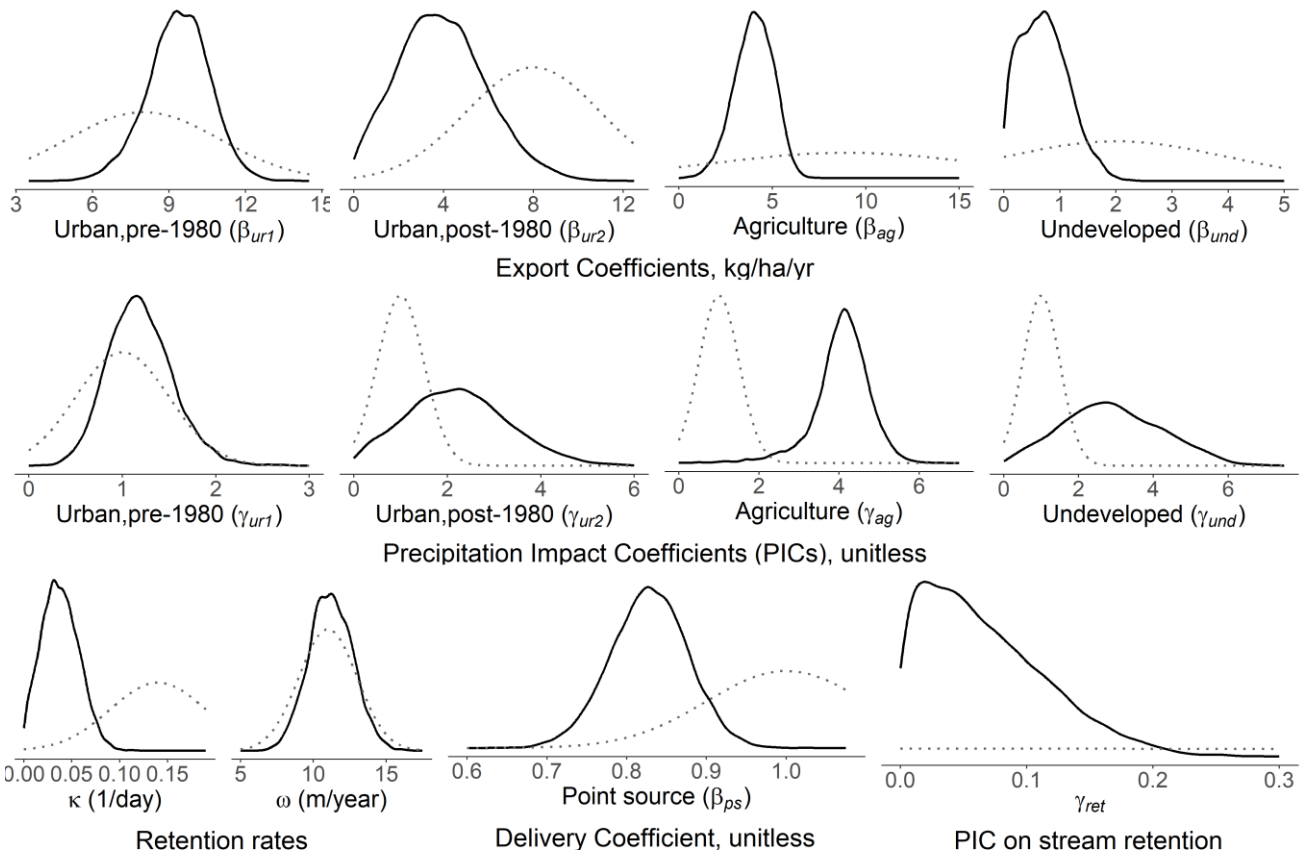 3 6 9 12 15 0 4 8 12 0 5 10 15 0 1 2 3 4 5
Urban,pre-1980 (βur1) Urban,post-1980 (βur2) Agriculture (βag) Undeveloped (βund)
Export Coefficients, kg/ha/yr
0 1 2 3 0 2 4 6 0 2 4 6 0 2 4 6
Urban,pre-1980 (γur1) Urban,post-1980 (γur2) Agriculture (γag) Undeveloped (γund)
Precipitation Impact Coefficients (PICs), unitless
0.00 0.05 0.10 0.15 5 10 15 0.6 0.7 0.8 0.9 1.0 0.0 0.1 0.2 0.3
κ (1/day) ω (m/year) Point source (βps) γret
Retention rates Delivery Coefficient, unitless PIC on stream retention